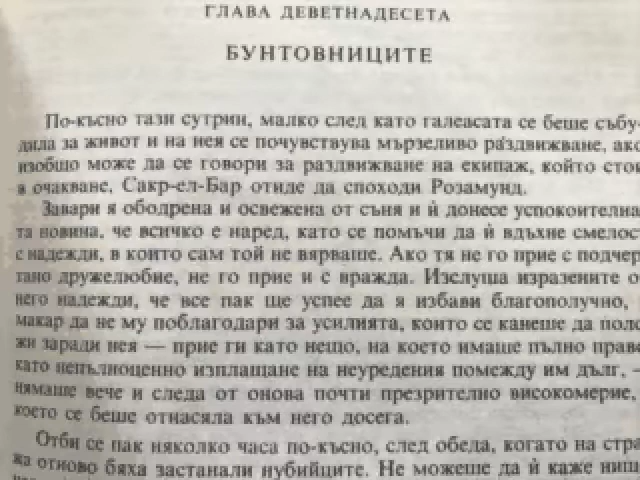 ГЛАВА ДЕВЕТНАДЕСЕТА
БУНТОВНИЦИТЕ
По-късно тази сутрин, малко след като галеасата се беше събу-
дила за живот и на нея се почувствува мързеливо раздвижване, ако
изобщо може да се говори за раздвижване на екипаж, който стои
в очакване, Сакр-ел-Бар отиде да споходи Розамунд.
Завари я ободрена и освежена от съня и ѝ донесе успокоителна-
та новина, че всичко е наред, като се помъчи да ѝ вдъхне смелост
с надежди, в които сам той не вярваше. Ако тя не го прие с подчер-
тано дружелюбие, не го прие и с вражда. Изслуша изразените о
него надежди, че все пак ще успее да я избави благополучно,
макар да не му поблагодари за усилията, които се канеше да поло
жи заради нея — прие ги като нещо, на което имаше пълно прав
като непълноценно изплащане на неуредения помежду им дълг, —
нямаше вече и следа от онова почти презрително високомерие,
което се беше отнасяла към него досега.
Отби се пак няколко часа по-късно, след обеда, когато на стра
жа отново бяха застанали нубийците. Не можеше да ѝ каже нищ